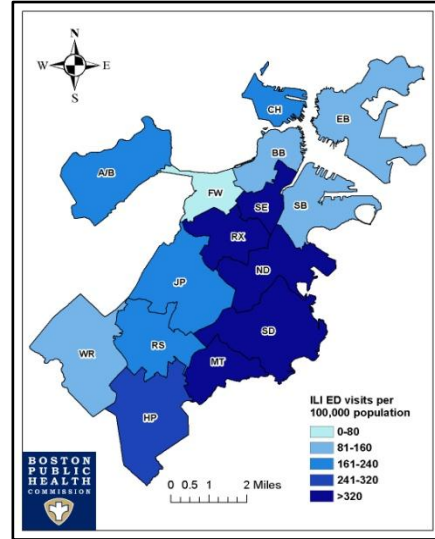 N
W E
S
CH
EB
A/B
BB
FW
SE
SB
RX
ND
JP
SD
RS
WR
MT
HP
ILI ED visits per
100,000 population
0-80
81-160
161-240
241-320
>320
BOSTON
PUBLIC
HEALTH
COMMISSION
0 0.5 1 2 Miles